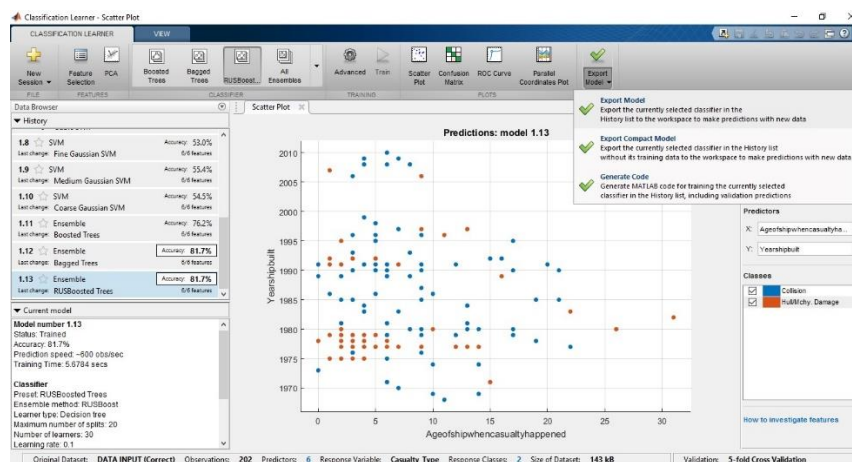 Classification Learner - Scatter Plot
CLASSIFICATION LEARNER
VIEW
New Session
Feature Selection
PCA
Boosted Trees
Bagged Trees
RUSBoost...
All Ensembles
Advanced
Train
Scatter Plot
Confusion Matrix
ROC Curve
Parallel Coordinates Plot
Export Model
FILE
FEATURES
CLASSIFIER
TRAINING
PLOTS
Export Model
Export the currently selected classifier in the
History list to the workspace to make predictions with new data
Export Compact Model
Export the currently selected classifier in the History list
without its training data to the workspace to make predictions with new data
Generate Code
Generate MATLAB code for training the currently selected
classifier in the History list, including validation predictions
Data Browser
History
1.8 SVM Accuracy: 53.0%
Last change: Fine Gaussian SVM 6/6 features
1.9 SVM Accuracy: 55.4%
Last change: Medium Gaussian SVM 6/6 features
1.10 SVM Accuracy: 54.5%
Last change: Coarse Gaussian SVM 6/6 features
1.11 Ensemble Accuracy: 76.2%
Last change: Boosted Trees 6/6 features
1.12 Ensemble Accuracy: 81.7%
Last change: Bagged Trees 6/6 features
1.13 Ensemble Accuracy: 81.7%
Last change: RUSBoosted Trees 6/6 features
Current model
Model number 1.13
Status: Trained
Accuracy: 81.7%
Prediction speed: ~600 obs/sec
Training Time: 5.6784 secs
Classifier
Preset: RUSBoosted Trees
Ensemble method: RUSBoost
Learner type: Decision tree
Maximum number of splits: 20
Number of learners: 30
Learning rate: 0.1
Scatter Plot
Predictions: model 1.13
2010
2005
2000
1995
1990
1985
1980
1975
1970
Yearshipbuilt
0 5 10 15 20 25 30
Ageofshipwhencasualtyhappened
Predictors
X: Ageofshipwhencasualtyha...
Y: Yearshipbuilt
Classes
Collision
Hull/Mchy. Damage
How to investigate features
Original Dataset: DATA INPUT (Correct) Observations: 202 Predictors: 6 Response Variable: Casualty Type Response Classes: 2 Size of Dataset: 143 kB Validation: 5-fold Cross Validation